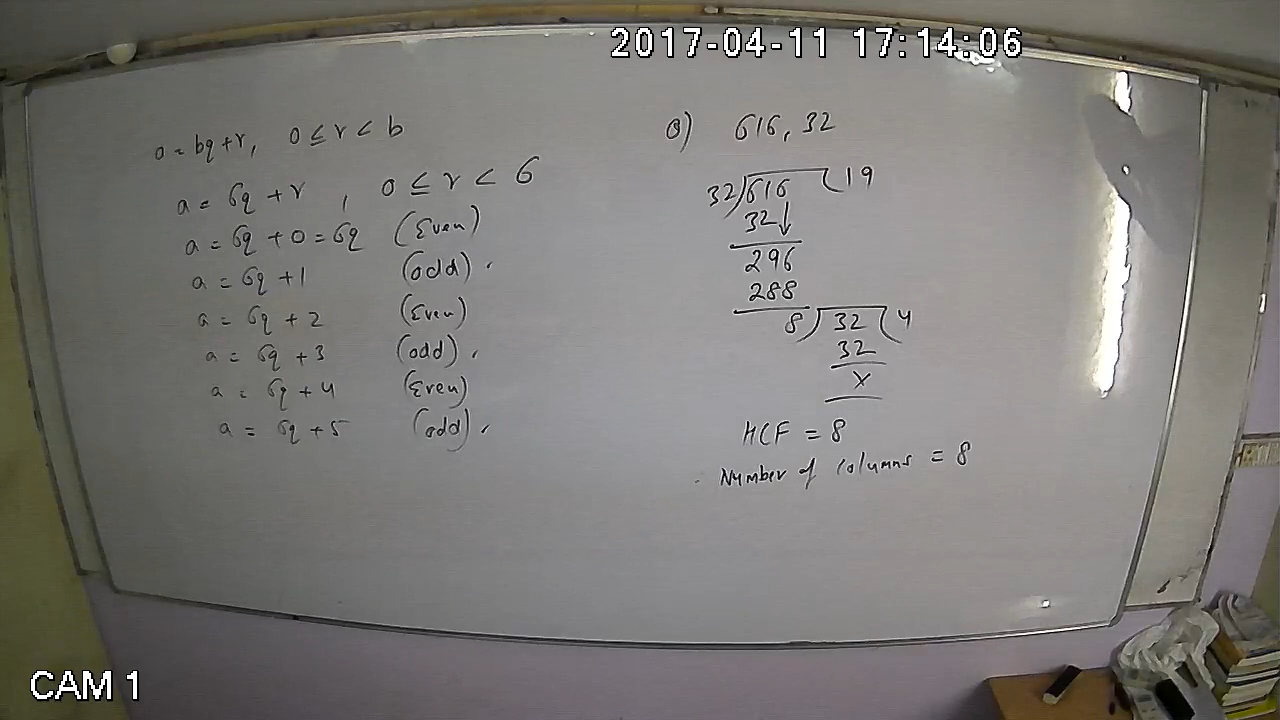 2017-04-11 17:14:06
a = bq+r, 0 ≤ r < b
a = 6q + r , 0 ≤ r < 6
a = 6q + 0 = 6q (Even)
a = 6q + 1 (odd) .
a = 6q + 2 (Even)
a = 6q + 3 (odd) .
a = 6q + 4 (Even)
a = 6q + 5 (odd) .
Q) 616, 32
32)616(19
32↓
296
288
8)32(4
32
x
HCF = 8
. Number of columns = 8
CAM 1